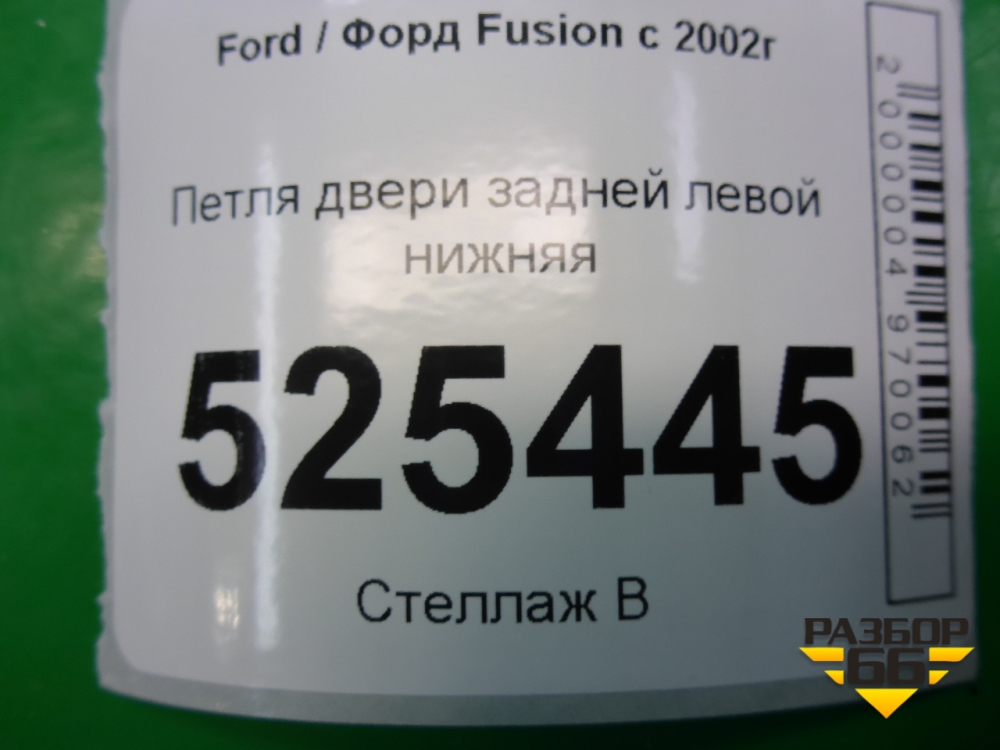 Ford / Форд Fusion с 2002г
Петля двери задней левой
нижняя
525445
Стеллаж В
2000004970062
РАЗБОР
66